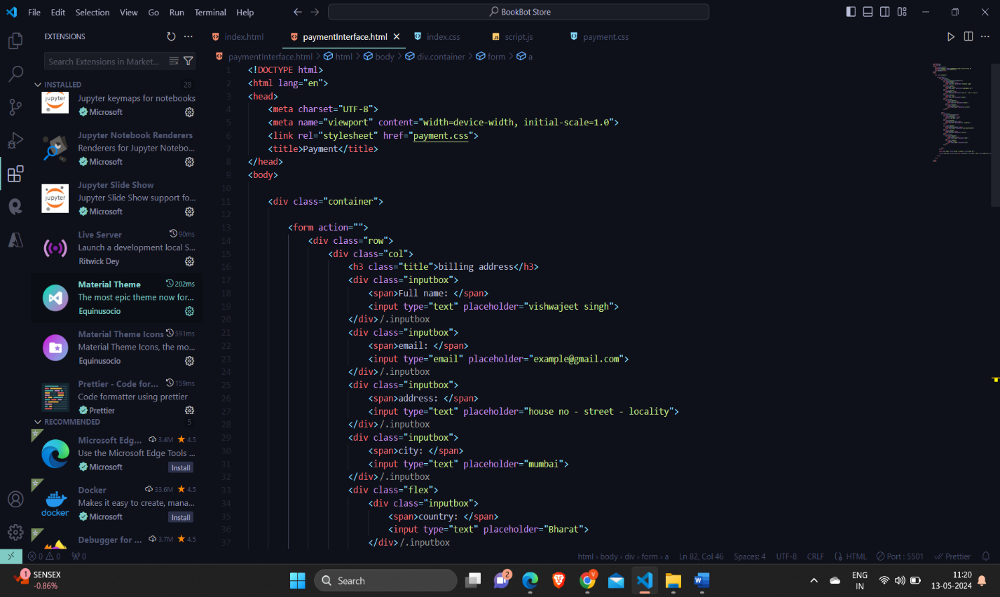 File Edit Selection View Go Run Terminal Help
BookBot Store
EXTENSIONS
Search Extensions in Market...
INSTALLED 28
Jupyter keymaps for notebooks
Microsoft
Jupyter Notebook Renderers
Renderers for Jupyter Notebo...
Microsoft
Jupyter Slide Show
Jupyter Slide Show support fo...
Microsoft
Live Server 90ms
Launch a development local S...
Ritwick Dey
Material Theme 202ms
The most epic theme now for...
Equinusocio
Material Theme Icons 591ms
Material Theme Icons, the mo...
Equinusocio
Prettier - Code for... 159ms
Code formatter using prettier
Prettier
RECOMMENDED 5
Microsoft Edg... 3.4M 4.5
Use the Microsoft Edge Tools ...
Microsoft Install
Docker 33.6M 4.5
Makes it easy to create, mana...
Microsoft Install
Debugger for ... 3.7M 4.5
index.html paymentInterface.html index.css script.js payment.css
paymentInterface.html > html > body > div.container > form > a
1 <!DOCTYPE html>
2 <html lang="en">
3 <head>
4 <meta charset="UTF-8">
5 <meta name="viewport" content="width=device-width, initial-scale=1.0">
6 <link rel="stylesheet" href="payment.css">
7 <title>Payment</title>
8 </head>
9 <body>
10
11 <div class="container">
12
13 <form action="">
14 <div class="row">
15 <div class="col">
16 <h3 class="title">billing address</h3>
17 <div class="inputbox">
18 <span>Full name: </span>
19 <input type="text" placeholder="vishwajeet singh">
20 </div>/.inputbox
21 <div class="inputbox">
22 <span>email: </span>
23 <input type="email" placeholder="example@gmail.com">
24 </div>/.inputbox
25 <div class="inputbox">
26 <span>address: </span>
27 <input type="text" placeholder="house no - street - locality">
28 </div>/.inputbox
29 <div class="inputbox">
30 <span>city: </span>
31 <input type="text" placeholder="mumbai">
32 </div>/.inputbox
33 <div class="flex">
34 <div class="inputbox">
35 <span>country: </span>
36 <input type="text" placeholder="Bharat">
37 </div>/.inputbox
0 0 0
html › body › div › form › a Ln 82, Col 46 Spaces: 4 UTF-8 CRLF HTML Port : 5501 Prettier
1 SENSEX
-0.86%
Search
2
V
ENG
IN
11:20
13-05-2024